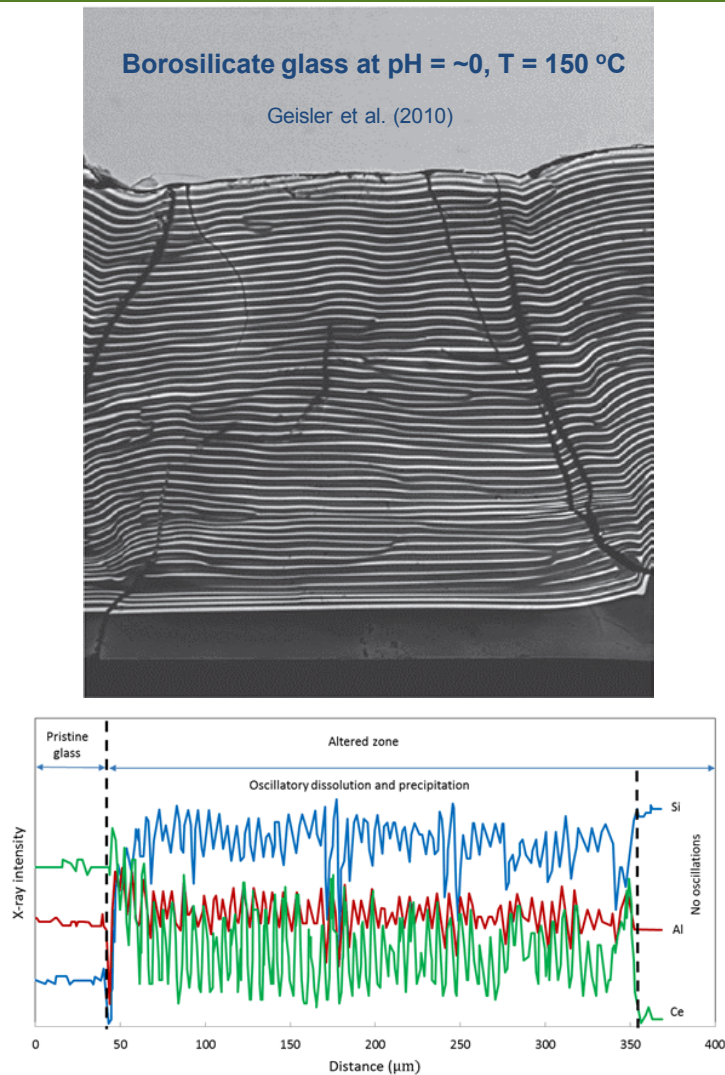 Borosilicate glass at pH = ~0, T = 150 ºC
Geisler et al. (2010)
Pristine
glass
Altered zone
Oscillatory dissolution and precipitation
Si
Al
Ce
No oscillations
X-ray intensity
0 50 100 150 200 250 300 350 400
Distance (μm)